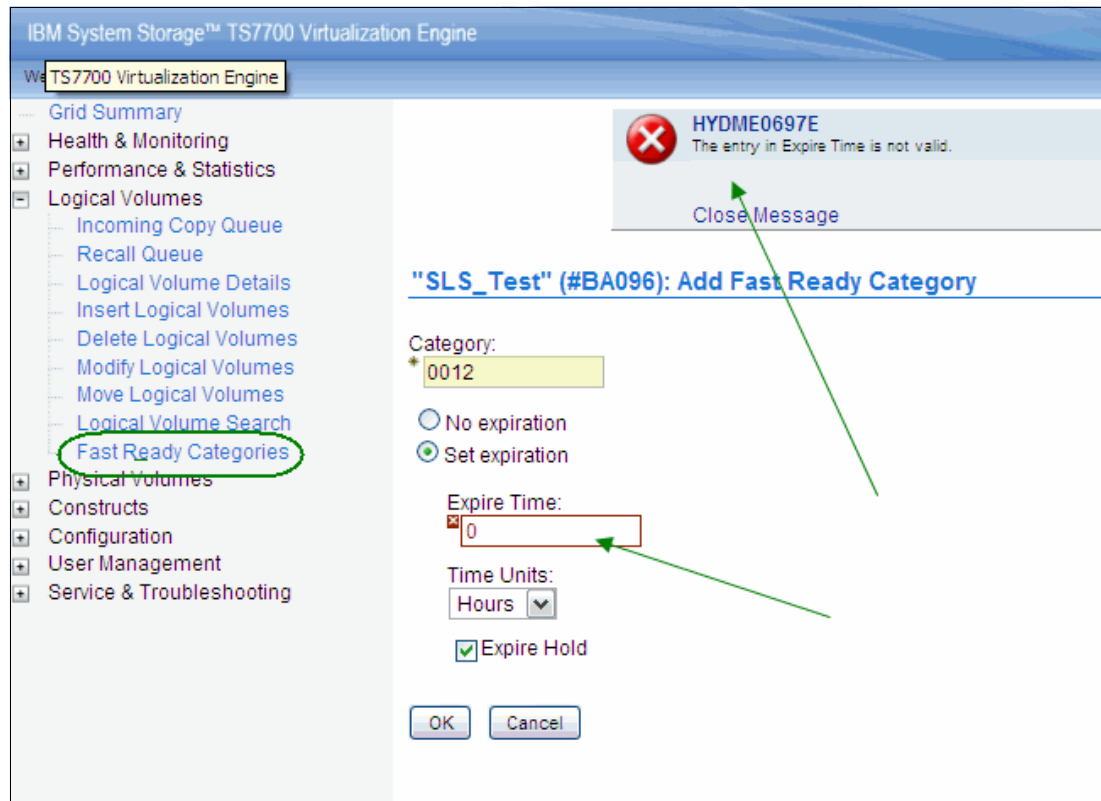 IBM System Storage™ TS7700 Virtualization Engine
We
TS7700 Virtualization Engine
Grid Summary
Health & Monitoring
Performance & Statistics
Logical Volumes
Incoming Copy Queue
Recall Queue
Logical Volume Details
Insert Logical Volumes
Delete Logical Volumes
Modify Logical Volumes
Move Logical Volumes
Logical Volume Search
Fast Ready Categories
Physical Volumes
Constructs
Configuration
User Management
Service & Troubleshooting
HYDME0697E
The entry in Expire Time is not valid.
Close Message
"SLS_Test" (#BA096): Add Fast Ready Category
Category:
* 0012
No expiration
Set expiration
Expire Time:
0
Time Units:
Hours
Expire Hold
OK Cancel